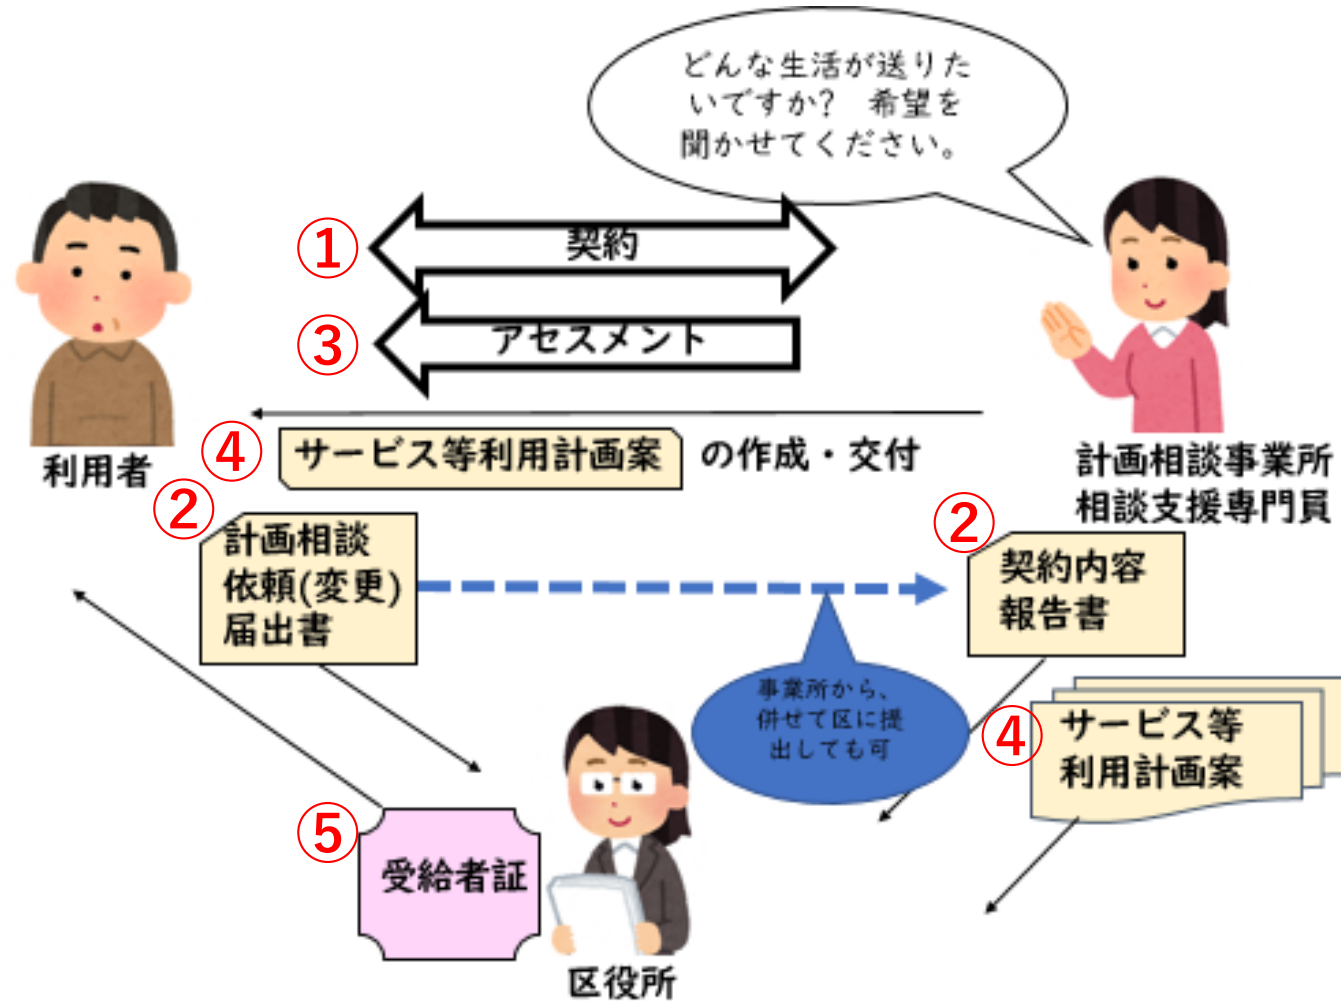 どんな生活が送りた
いですか?　希望を
聞かせてください。
①
契約
③
アセスメント
④
サービス等利用計画案 の作成・交付
利用者
計画相談事業所
相談支援専門員
②
計画相談
依頼(変更)
届出書
②
契約内容
報告書
事業所から、
併せて区に提
出しても可
④
サービス等
利用計画案
⑤
受給者証
区役所